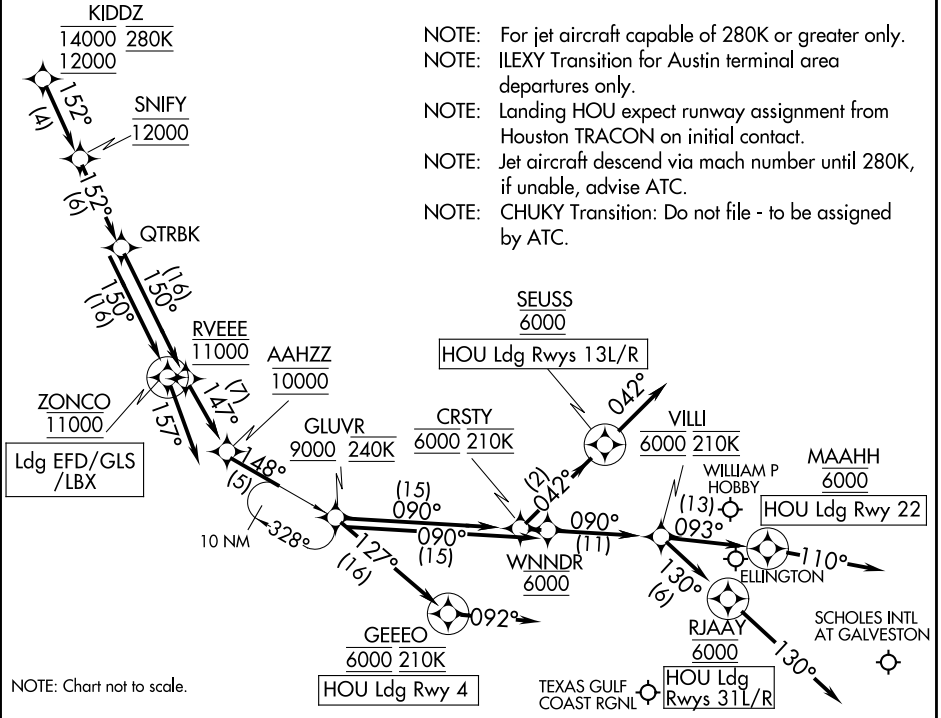 KIDDZ
14000 280K
12000
NOTE: For jet aircraft capable of 280K or greater only.
NOTE: ILEXY Transition for Austin terminal area
departures only.
NOTE: Landing HOU expect runway assignment from
Houston TRACON on initial contact.
NOTE: Jet aircraft descend via mach number until 280K,
if unable, advise ATC.
NOTE: CHUKY Transition: Do not file - to be assigned
by ATC.
152°
(4)
SNIFY
12000
152°
(6)
QTRBK
(16)
150°
150°
(16)
RVEEE
11000
ZONCO
11000
Ldg EFD/GLS
/LBX
157°
(7)
147°
AAHZZ
10000
148°
(5)
10 NM
328°
GLUVR
9000 240K
(15)
090°
090°
(15)
127°
(16)
GEEEO
6000 210K
HOU Ldg Rwy 4
092°
CRSTY
6000 210K
(2)
042°
SEUSS
6000
HOU Ldg Rwys 13L/R
042°
WNNDR
6000
090°
(11)
VILLI
6000 210K
WILLIAM P
HOBBY
(13)
093°
MAAHH
6000
HOU Ldg Rwy 22
110°
ELLINGTON
130°
(6)
RJAAY
6000
HOU Ldg
Rwys 31L/R
130°
SCHOLES INTL
AT GALVESTON
TEXAS GULF
COAST RGNL
NOTE: Chart not to scale.